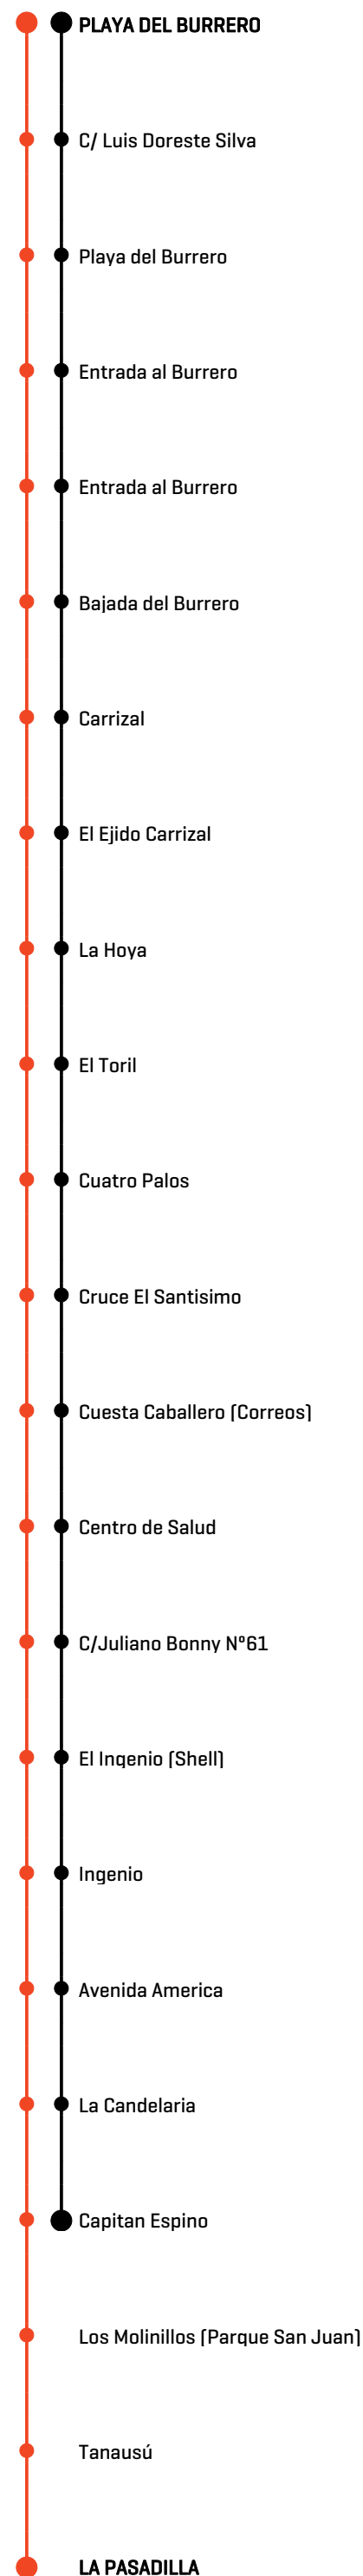 PLAYA DEL BURRERO
C/ Luis Doreste Silva
Playa del Burrero
Entrada al Burrero
Entrada al Burrero
Bajada del Burrero
Carrizal
El Ejido Carrizal
La Hoya
El Toril
Cuatro Palos
Cruce El Santisimo
Cuesta Caballero (Correos)
Centro de Salud
C/Juliano Bonny Nº61
El Ingenio (Shell)
Ingenio
Avenida America
La Candelaria
Capitan Espino
Los Molinillos (Parque San Juan)
Tanausú
LA PASADILLA